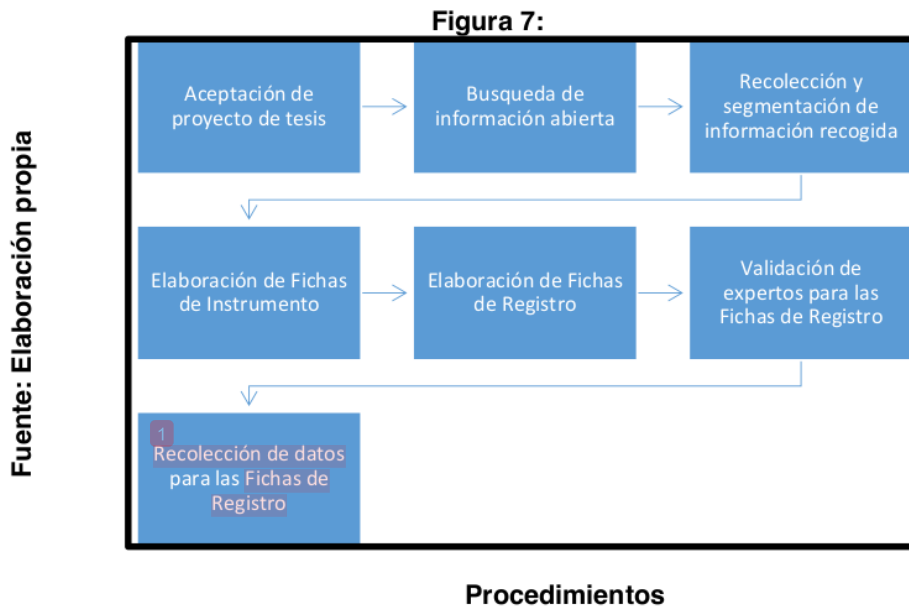 Figura 7:
Aceptación de
proyecto de tesis
Busqueda de
información abierta
Recolección y
segmentación de
información recogida
Elaboración de Fichas
de Instrumento
Elaboración de Fichas
de Registro
Validación de
expertos para las
Fichas de Registro
1
Recolección de datos
para las Fichas de
Registro
Fuente: Elaboración propia
Procedimientos